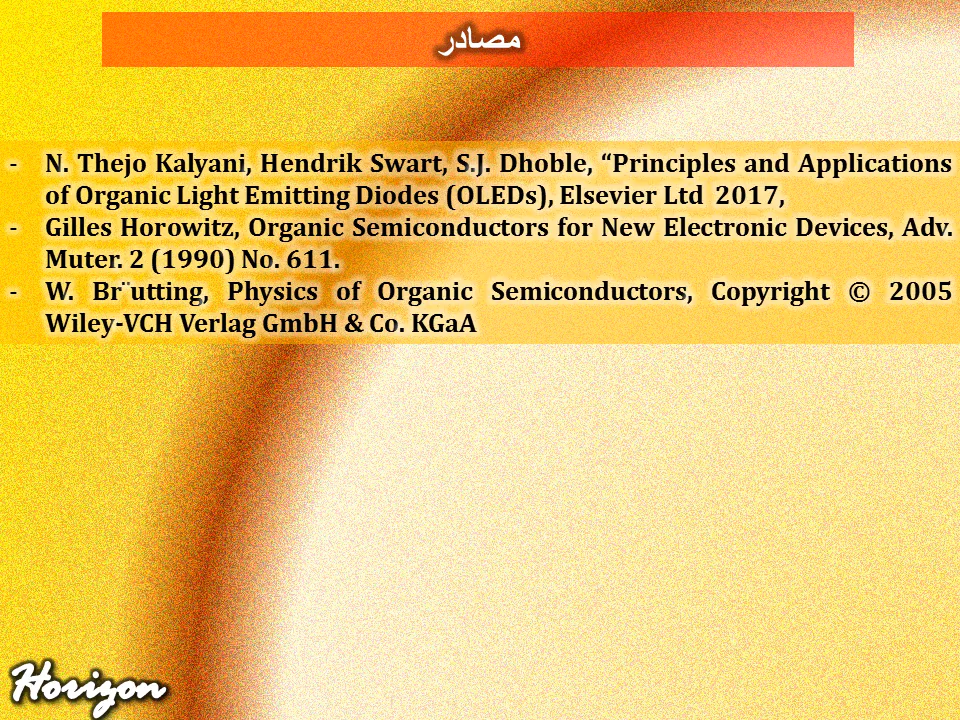 مصادر
- N. Thejo Kalyani, Hendrik Swart, S.J. Dhoble, “Principles and Applications
of Organic Light Emitting Diodes (OLEDs), Elsevier Ltd 2017,
- Gilles Horowitz, Organic Semiconductors for New Electronic Devices, Adv.
Muter. 2 (1990) No. 611.
- W. Br¨utting, Physics of Organic Semiconductors, Copyright © 2005
Wiley-VCH Verlag GmbH & Co. KGaA
Horizon